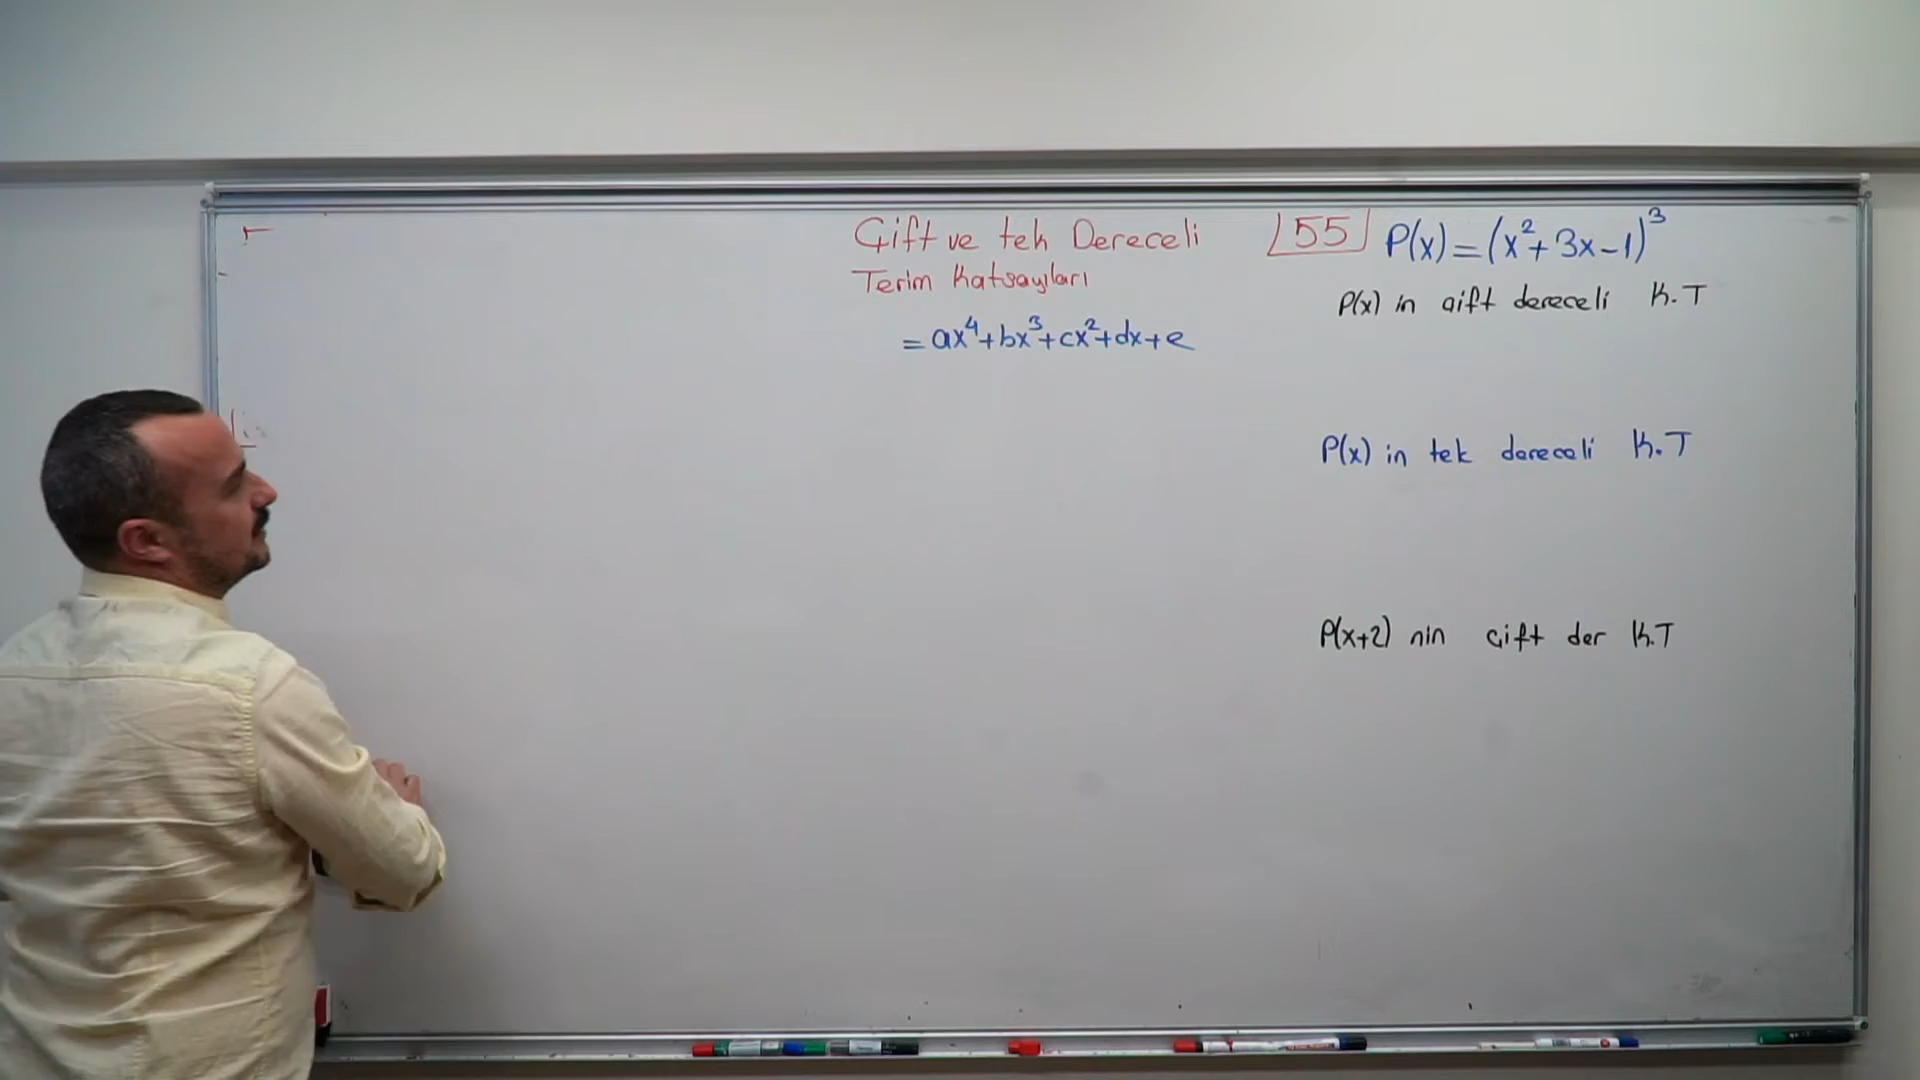 Çift ve tek Dereceli
Terim Katsayıları
= ax⁴+bx³+cx²+dx+e
55 P(x)=(x²+3x-1)³
P(x) in çift dereceli K.T
P(x) in tek dereceli K.T
P(x+2) nin çift der K.T